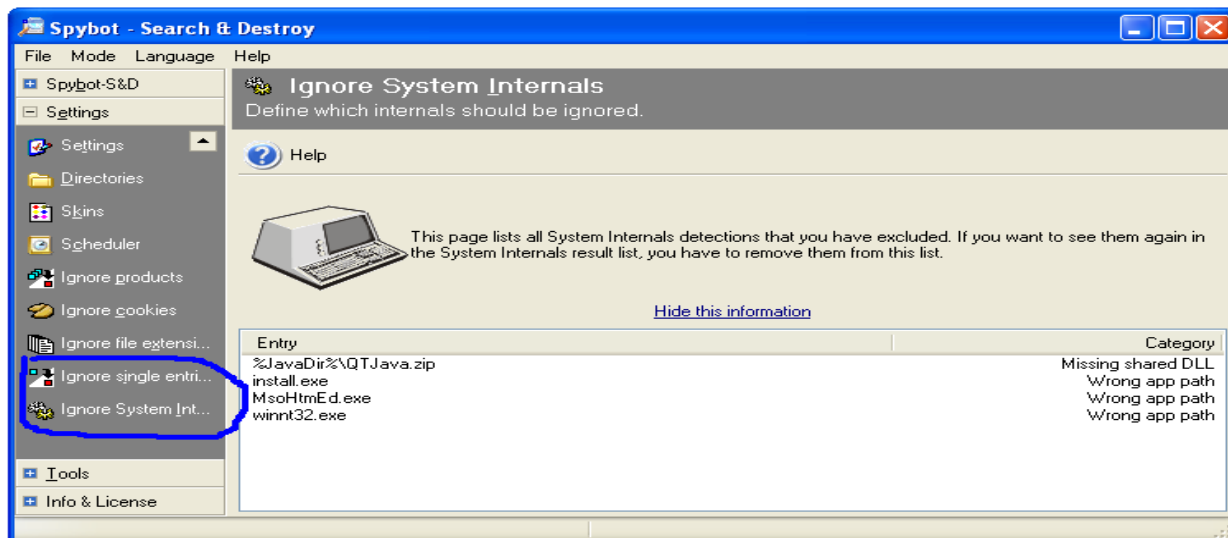 Spybot - Search & Destroy
File Mode Language Help
Spybot-S&D
Settings
Settings
Directories
Skins
Scheduler
Ignore products
Ignore cookies
Ignore file extensi...
Ignore single entri...
Ignore System Int...
Tools
Info & License
Ignore System Internals
Define which internals should be ignored.
Help
This page lists all System Internals detections that you have excluded. If you want to see them again in
the System Internals result list, you have to remove them from this list.
Hide this information
Entry Category
%JavaDir%\QTJava.zip Missing shared DLL
install.exe Wrong app path
MsoHtmEd.exe Wrong app path
winnt32.exe Wrong app path